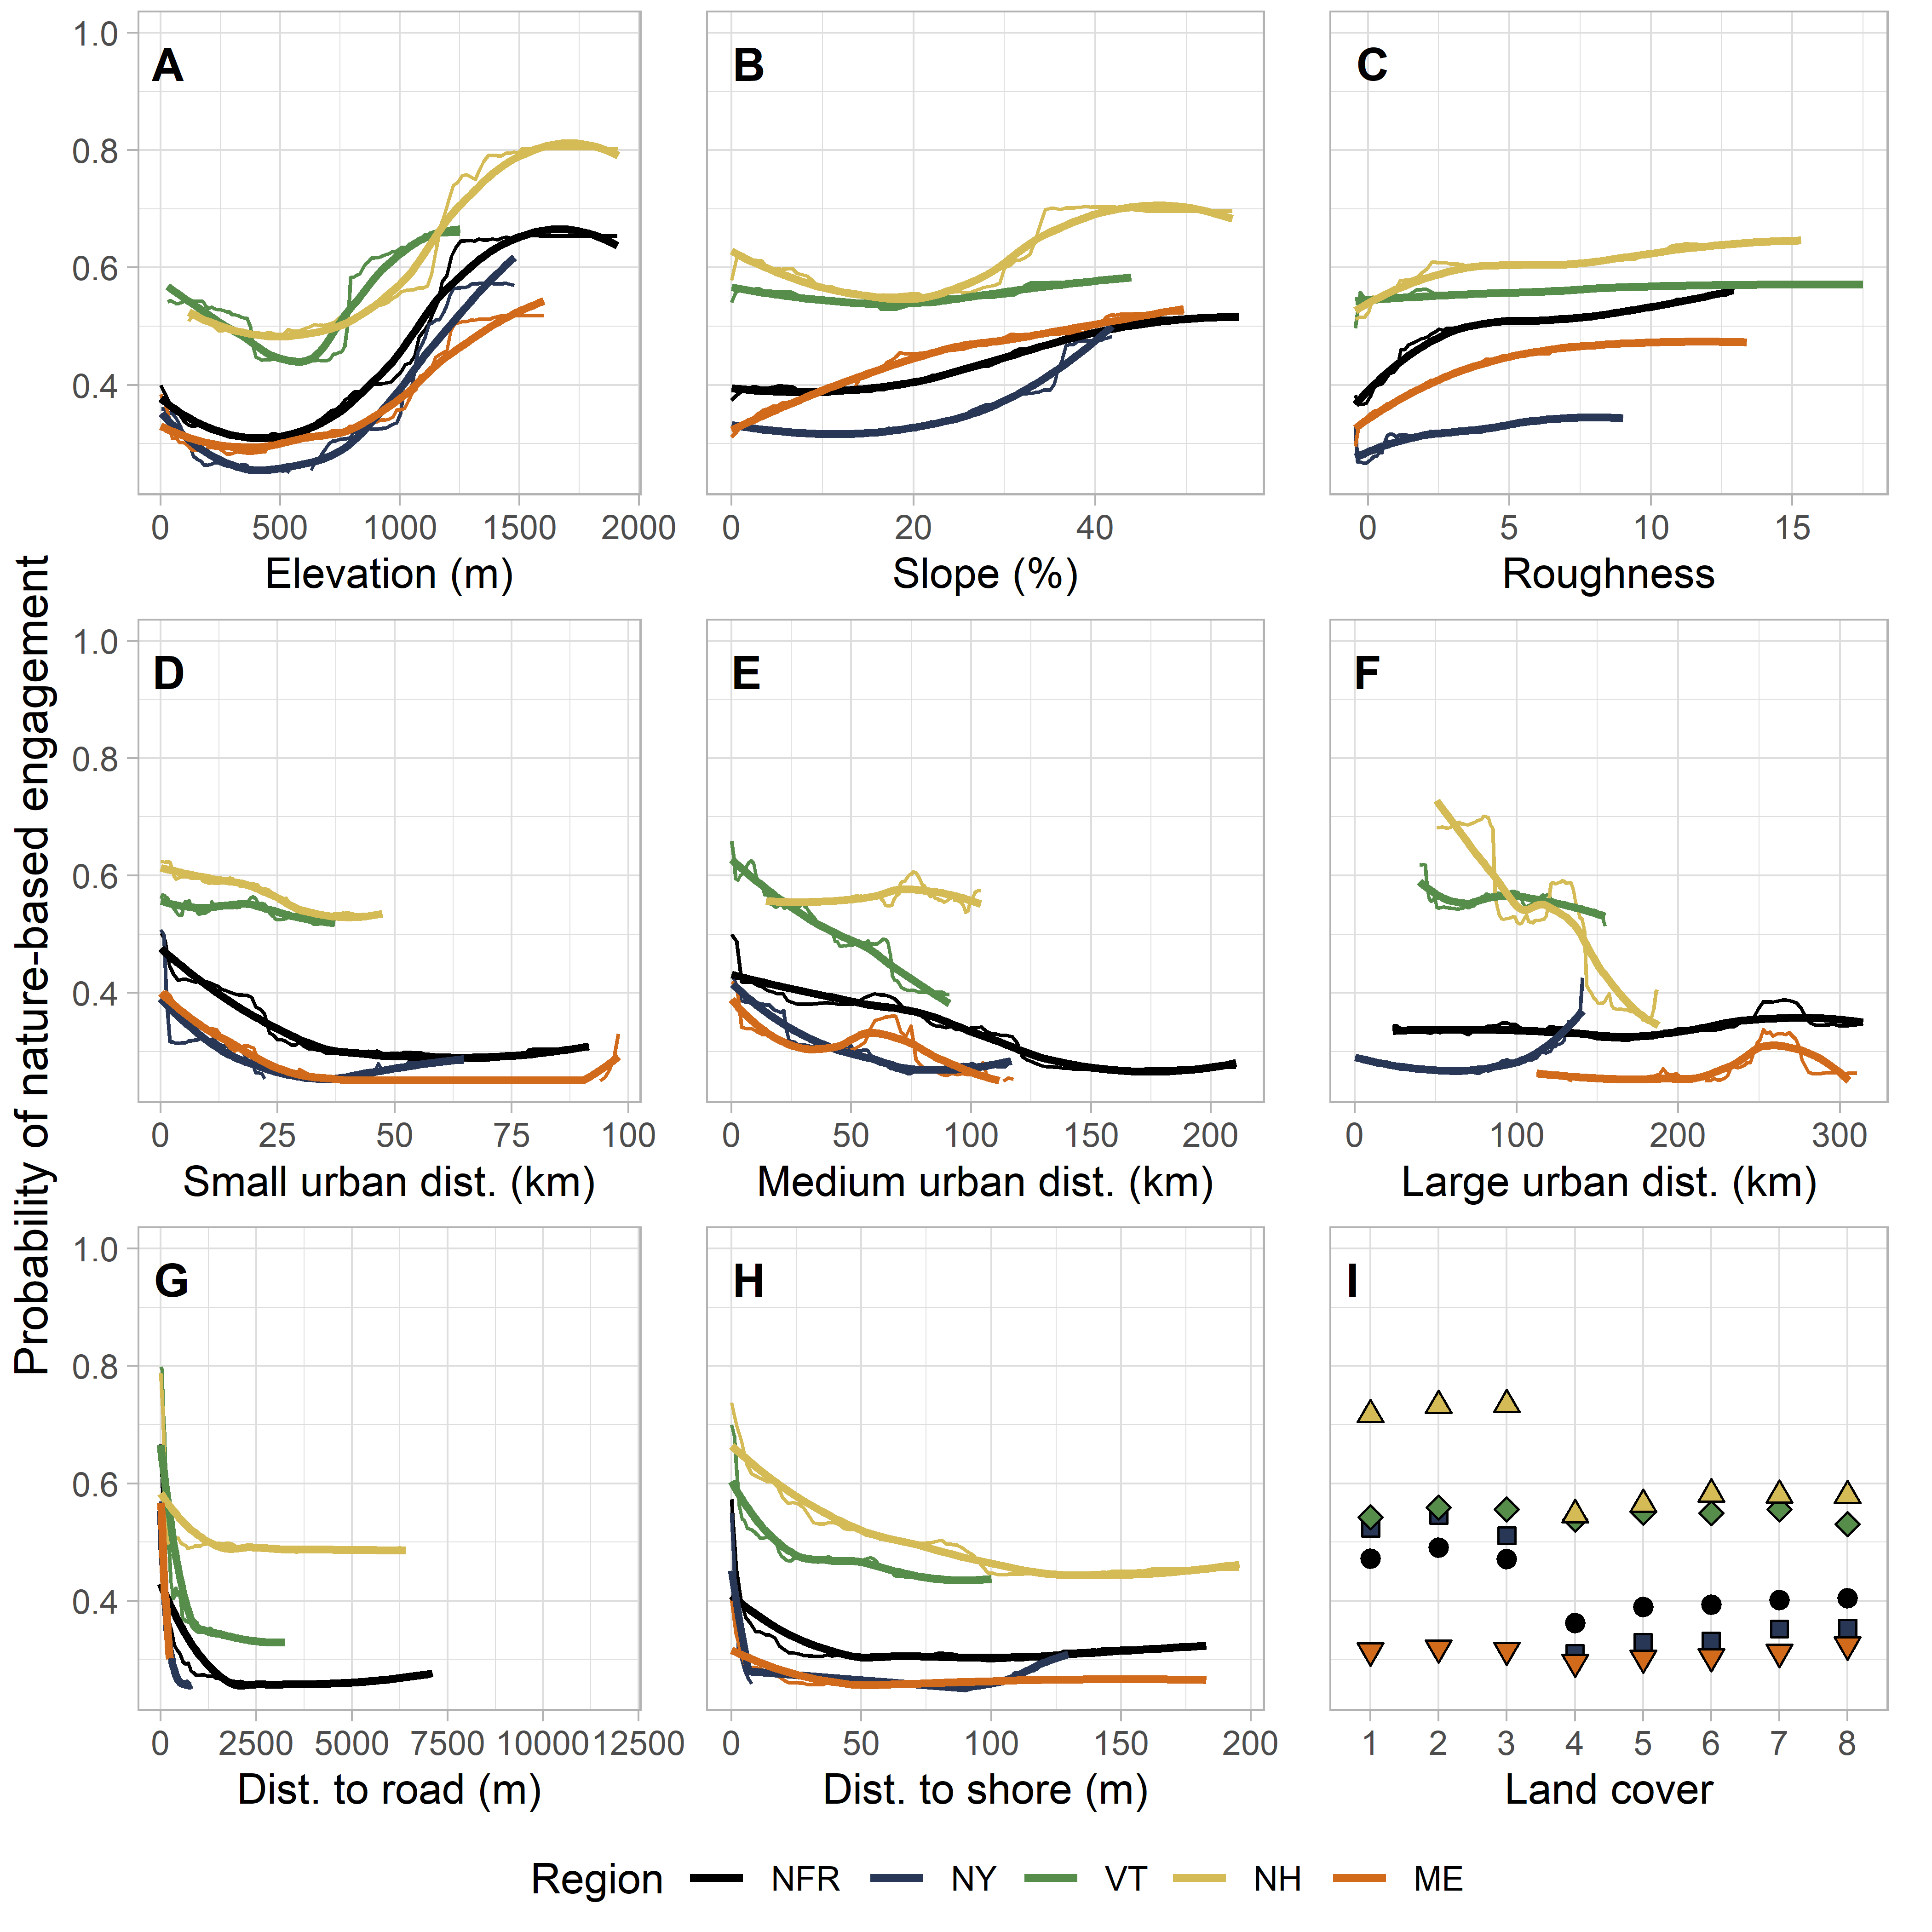 Probability of nature-based engagement
1.0
0.8
0.6
0.4
A
B
C
0 500 1000 1500 2000
0 20 40
0 5 10 15
Elevation (m)
Slope (%)
Roughness
1.0
0.8
0.6
0.4
D
E
F
0 25 50 75 100
0 50 100 150 200
0 100 200 300
Small urban dist. (km)
Medium urban dist. (km)
Large urban dist. (km)
1.0
0.8
0.6
0.4
G
H
I
0 2500 5000 7500 10000 12500
0 50 100 150 200
1 2 3 4 5 6 7 8
Dist. to road (m)
Dist. to shore (m)
Land cover
Region NFR NY VT NH ME